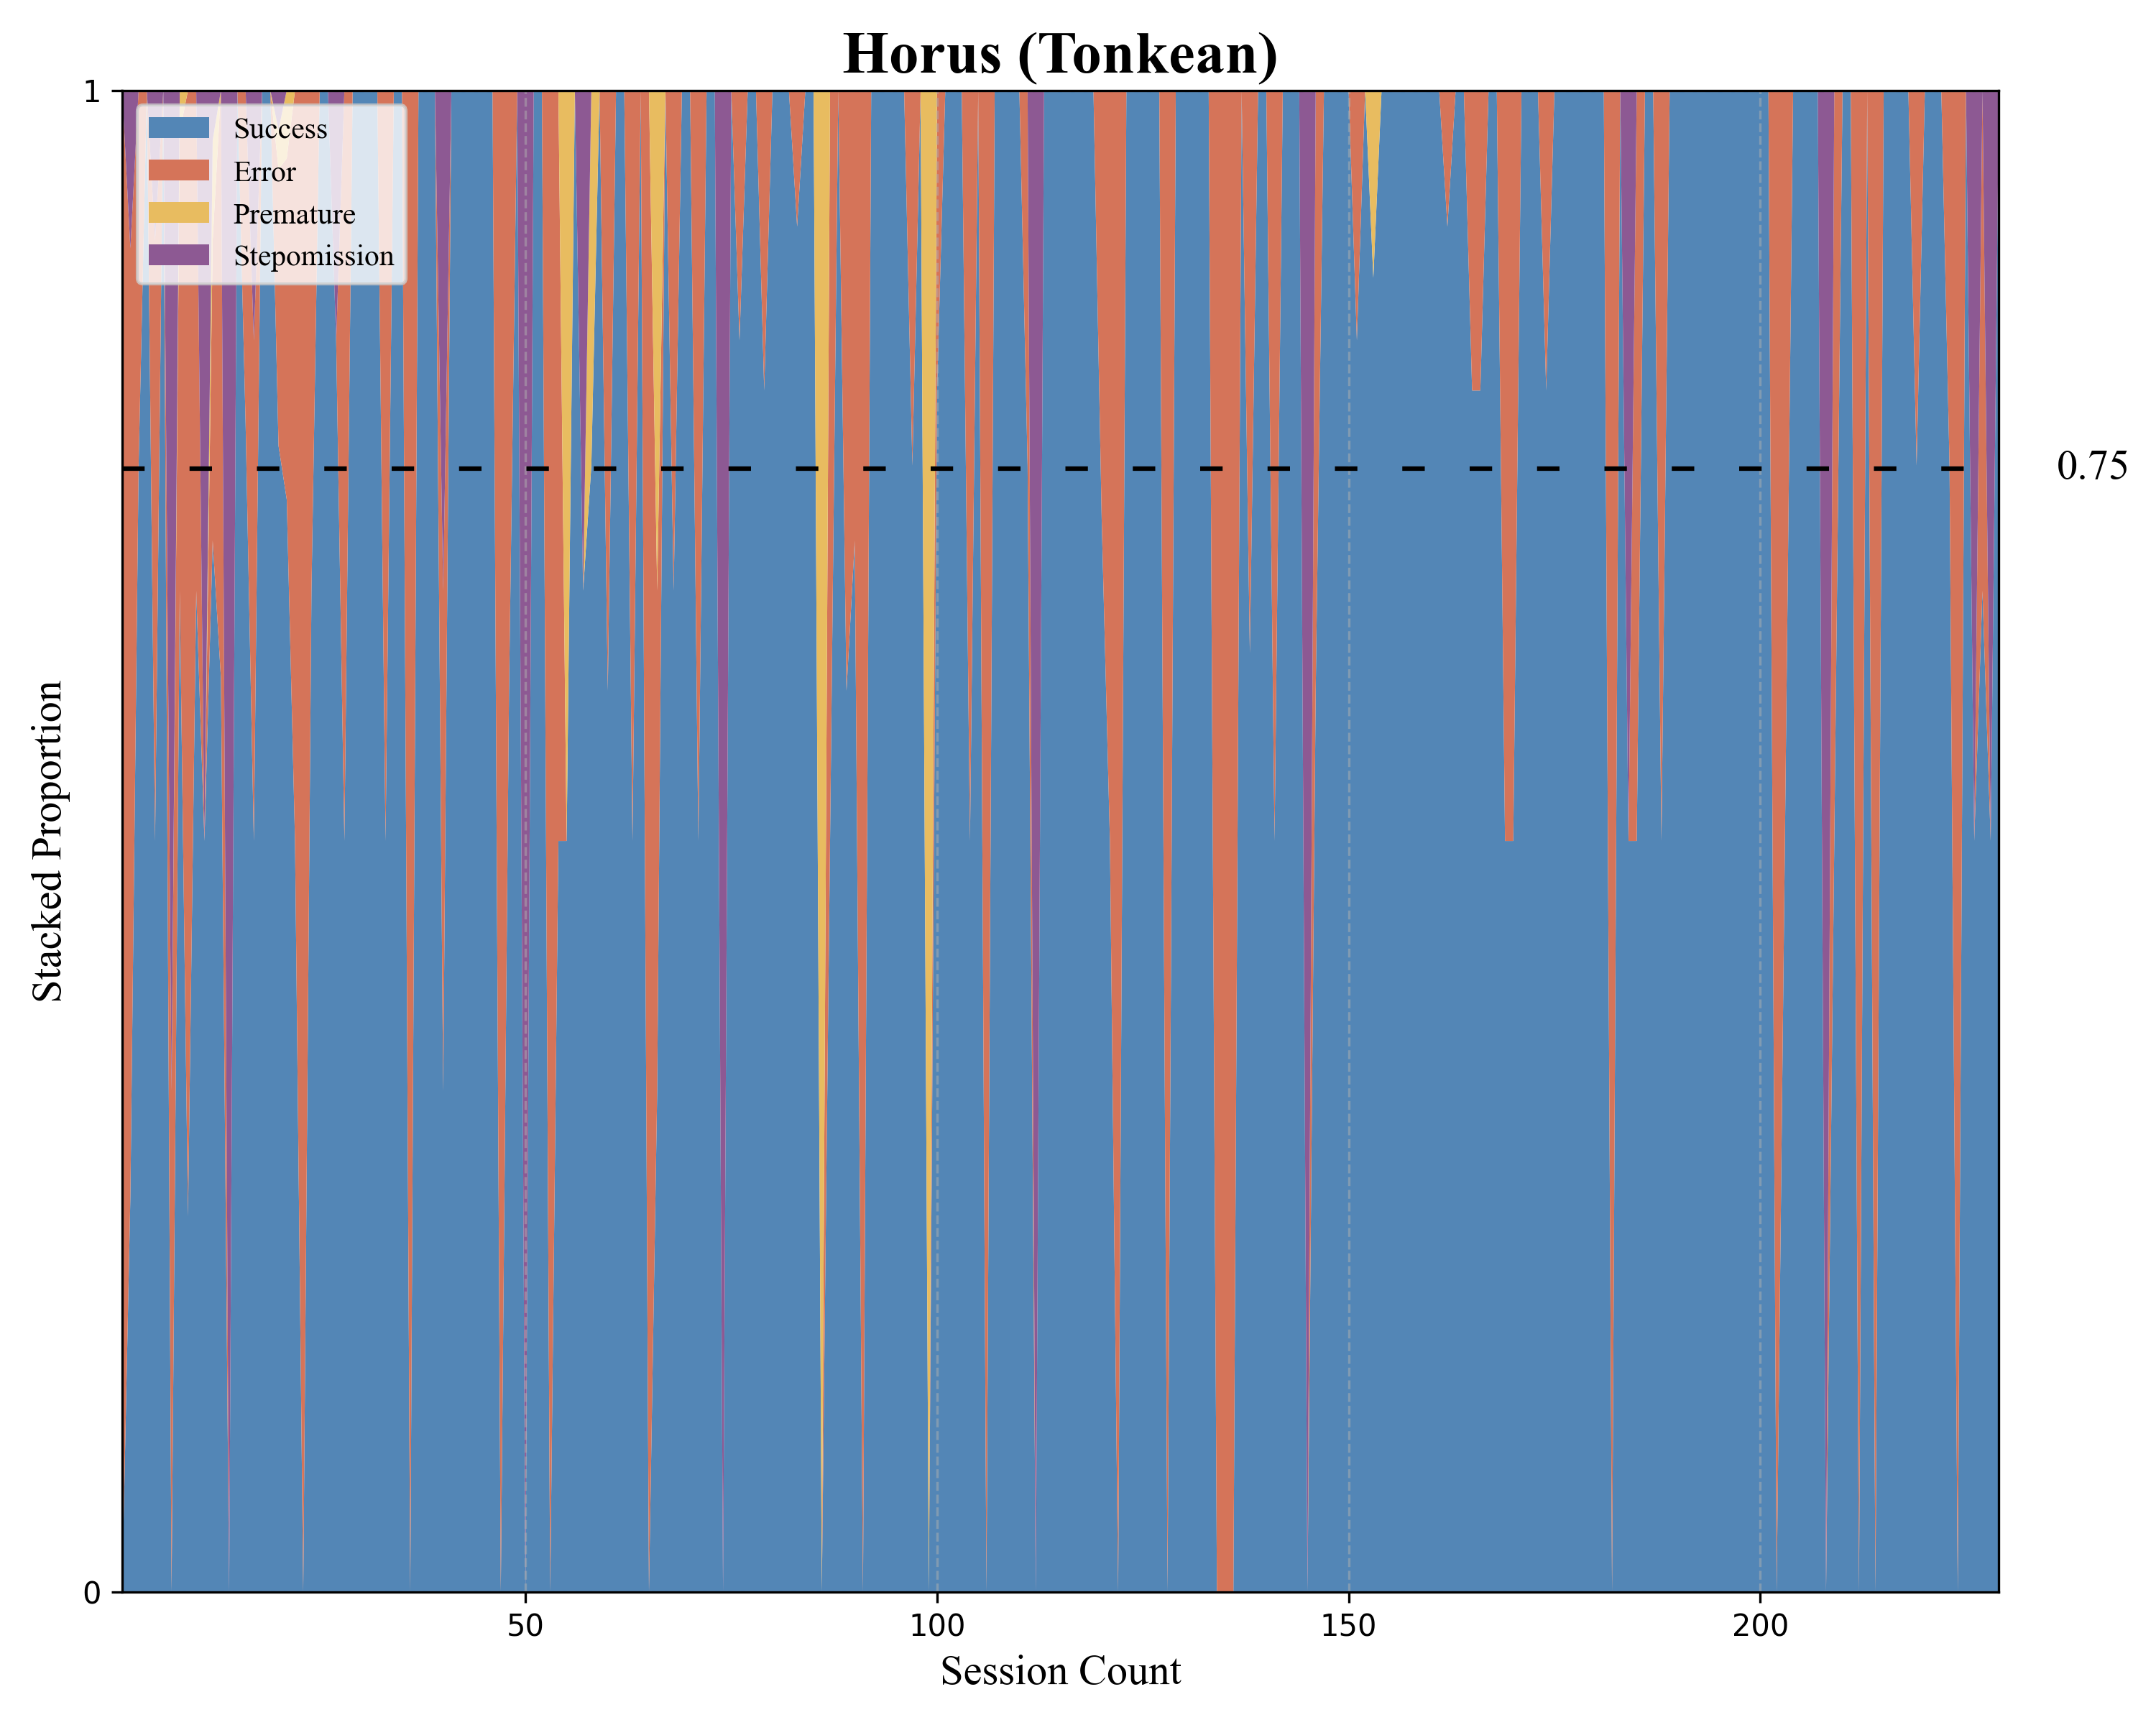 Horus (Tonkean)
1
Success
Error
Premature
Stepomission
0.75
Stacked Proportion
0
50 100 150 200
Session Count